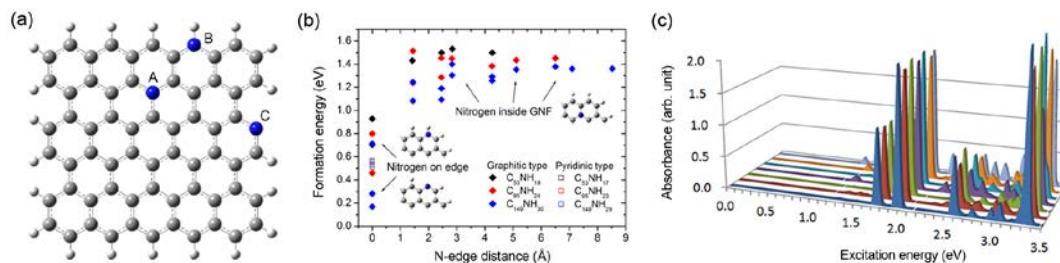 (a)
B
A
C
(b)
Formation energy (eV)
1.6
1.4
1.2
1.0
0.8
0.6
0.4
0.2
0.0
Nitrogen inside GNF
Nitrogen on edge
Graphitic type
Pyridinic type
C53NH17
C149NH30
C149NH29
0 1 2 3 4 5 6 7 8 9
N-edge distance (Å)
(c)
Absorbance (arb. unit)
2.0
1.5
1.0
0.5
0.0
0.0 0.5 1.0 1.5 2.0 2.5 3.0 3.5
Excitation energy (eV)